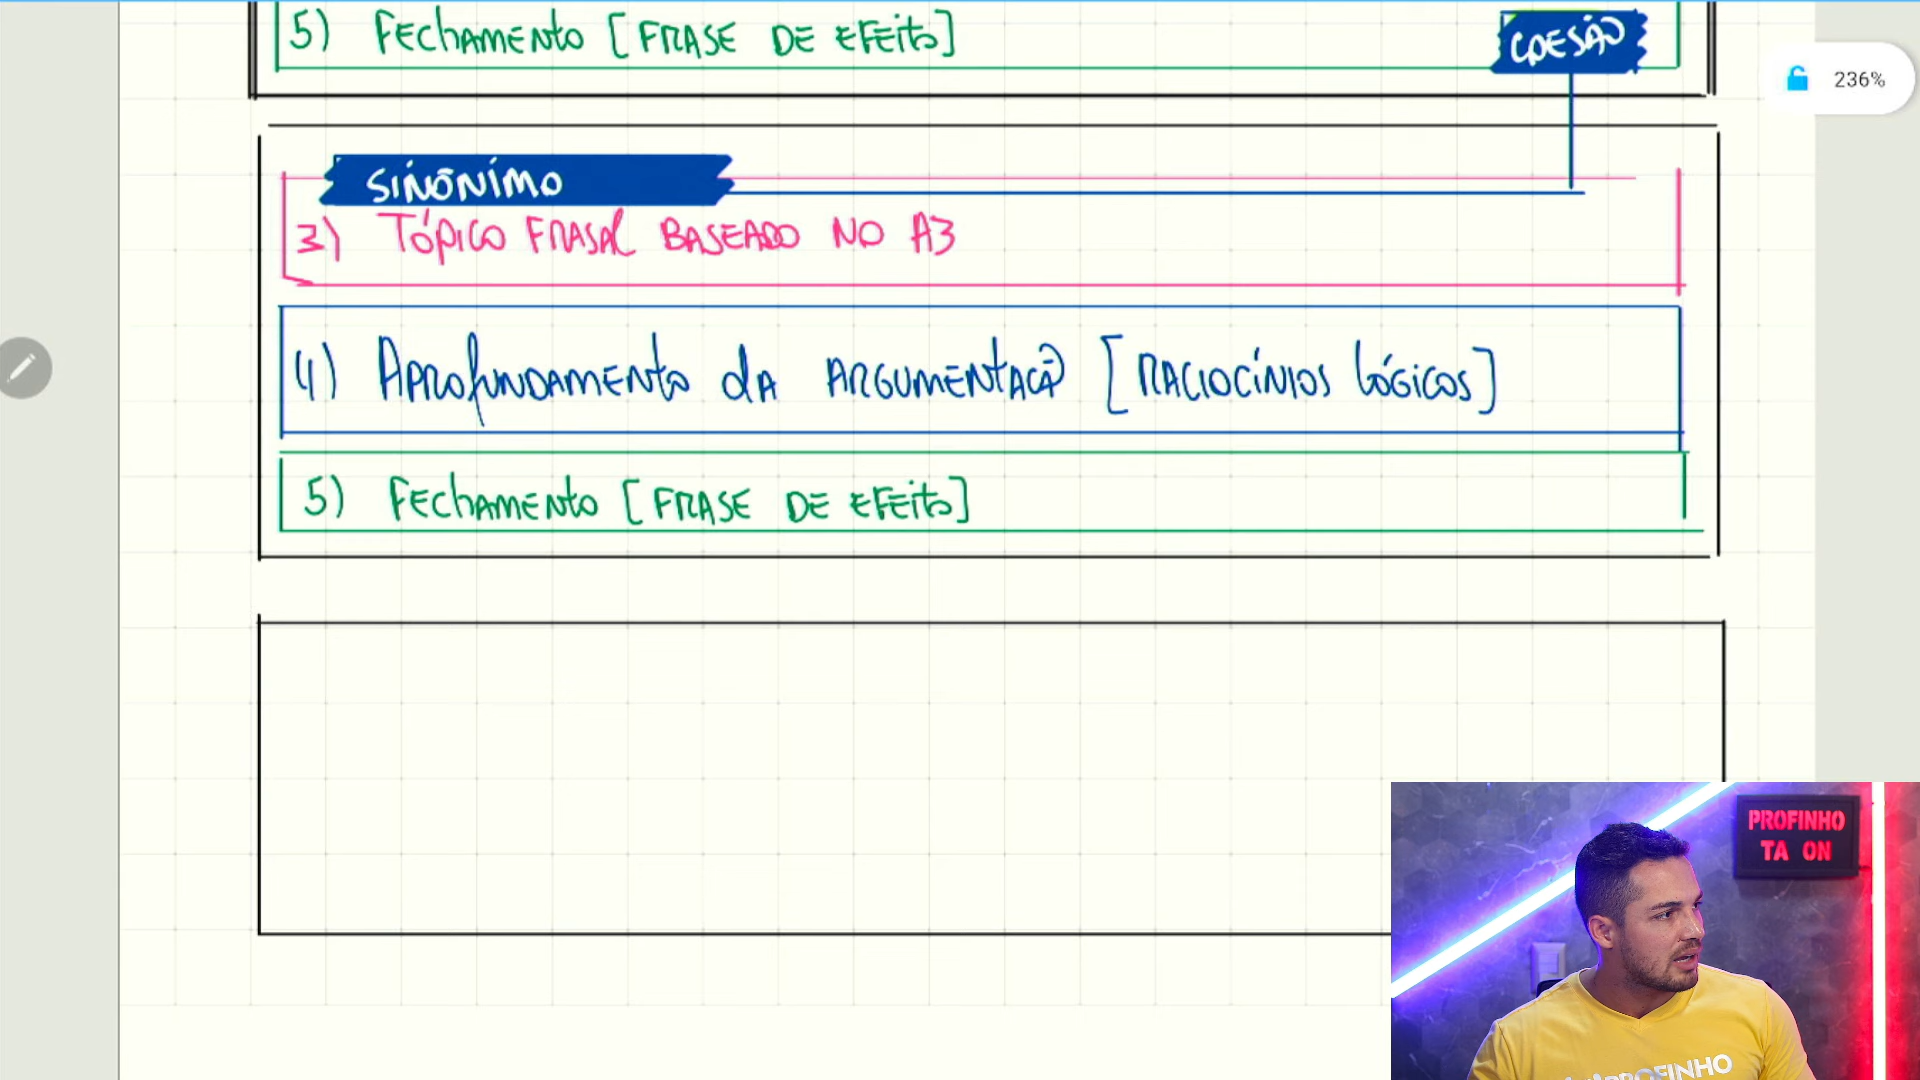 5) Fechamento [FRASE DE EFEito]
COESÃO
236%
SINÔNIMO
3) TÓPICO FRASAL BASEADO NO A3
4) APROFUNDAMENTO dA ARGUMENTAÇÃO [RACIOCÍNIOS LÓGICOS]
5) FEchAMENto [FRASE DE EFEito]
PROFINHO
TA ON
PROFINHO